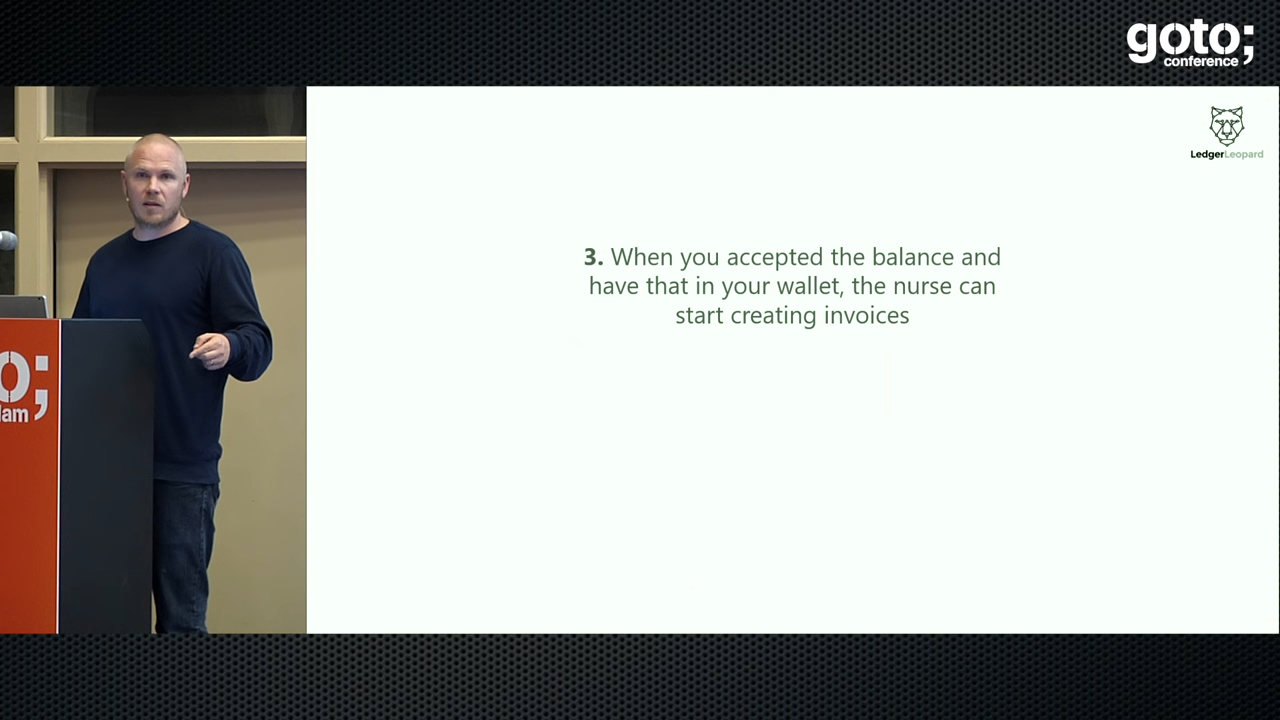 goto;
conference
LedgerLeopard
3. When you accepted the balance and
have that in your wallet, the nurse can
start creating invoices
o;
dam